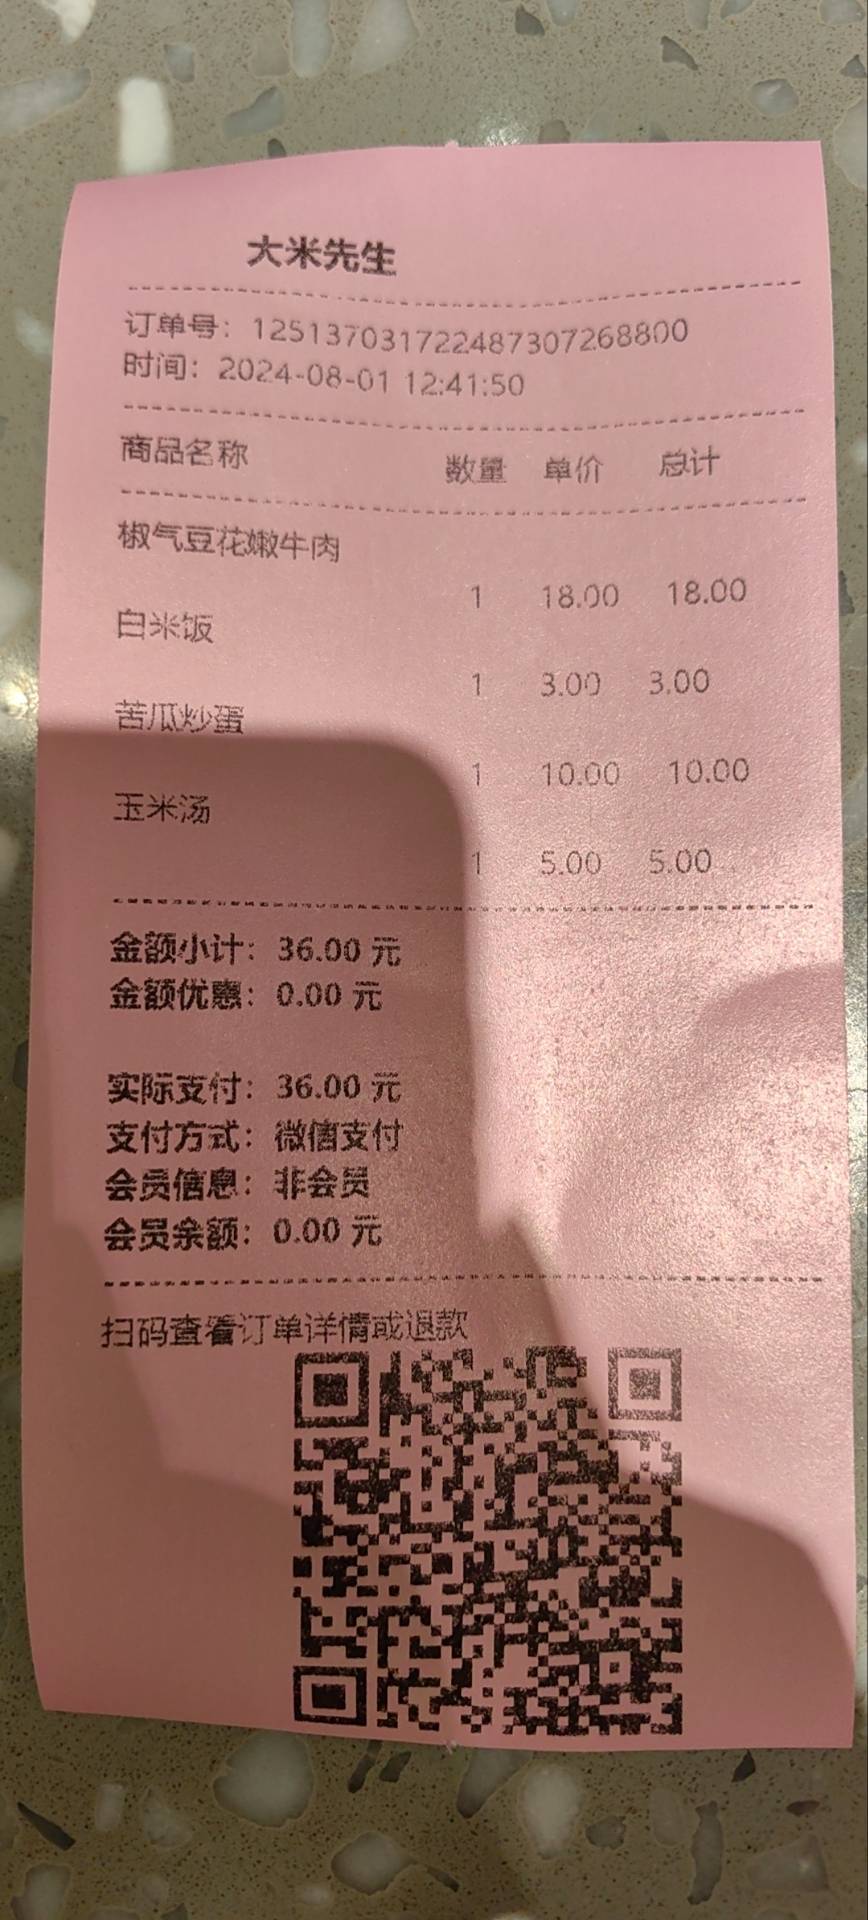 大米先生
订单号：125137031722487307268800
时间：2024-08-01 12:41:50
商品名称 数量 单价 总计
椒气豆花嫩牛肉
1 18.00 18.00
白米饭
1 3.00 3.00
苦瓜炒蛋
1 10.00 10.00
玉米汤
1 5.00 5.00
金额小计：36.00 元
金额优惠：0.00 元
实际支付：36.00 元
支付方式：微信支付
会员信息：非会员
会员余额：0.00 元
扫码查看订单详情或退款